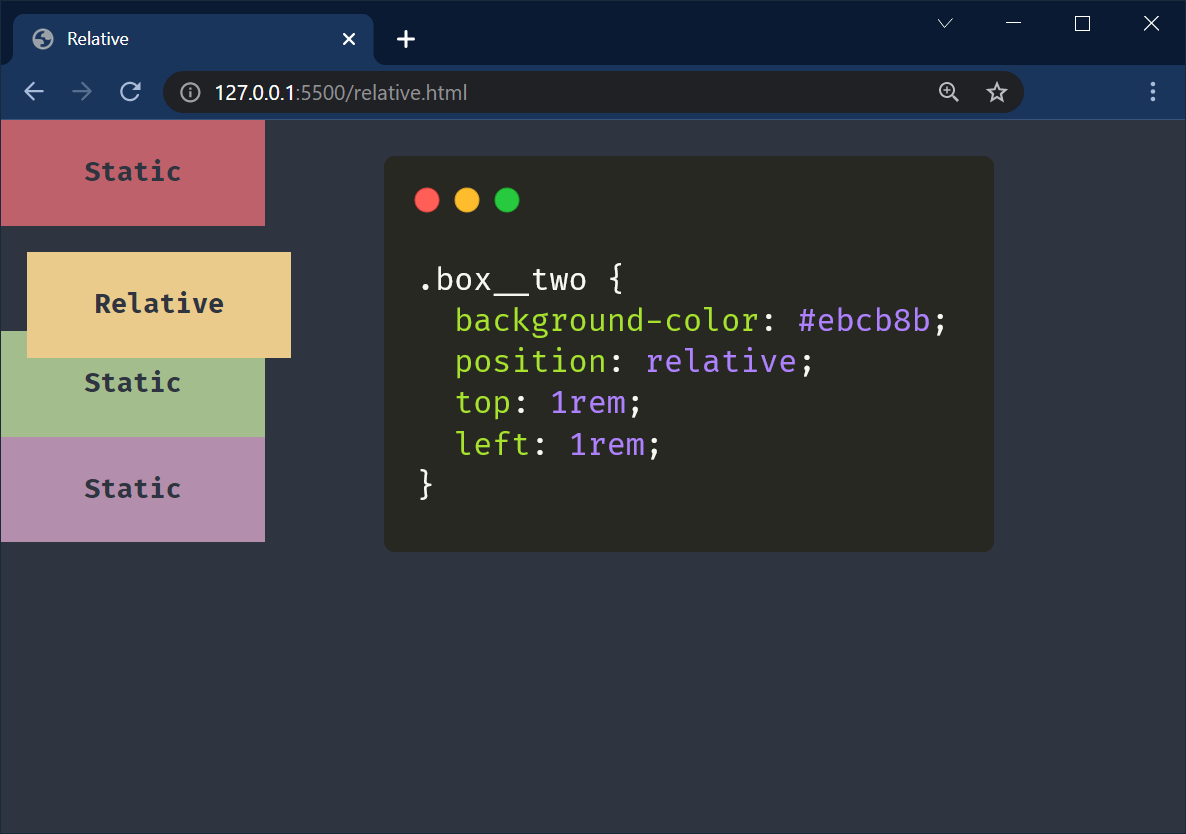 Relative
127.0.0.1:5500/relative.html
Static
Relative
Static
Static
.box__two {
  background-color: #ebcb8b;
  position: relative;
  top: 1rem;
  left: 1rem;
}